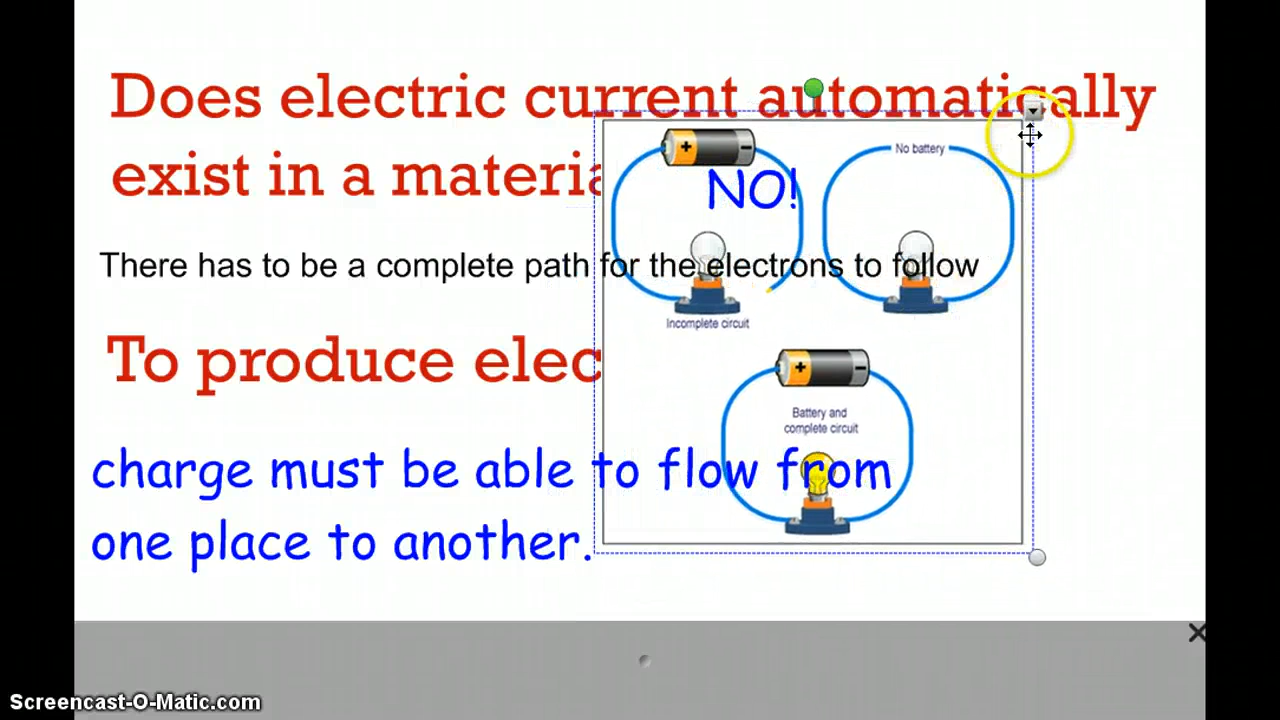 Does electric current automatically
exist in a materia
NO!
There has to be a complete path for the electrons to follow
To produce elec
charge must be able to flow from
one place to another.
No battery
Incomplete circuit
Battery and
complete circuit
+ −
+ −
Screencast-O-Matic.com